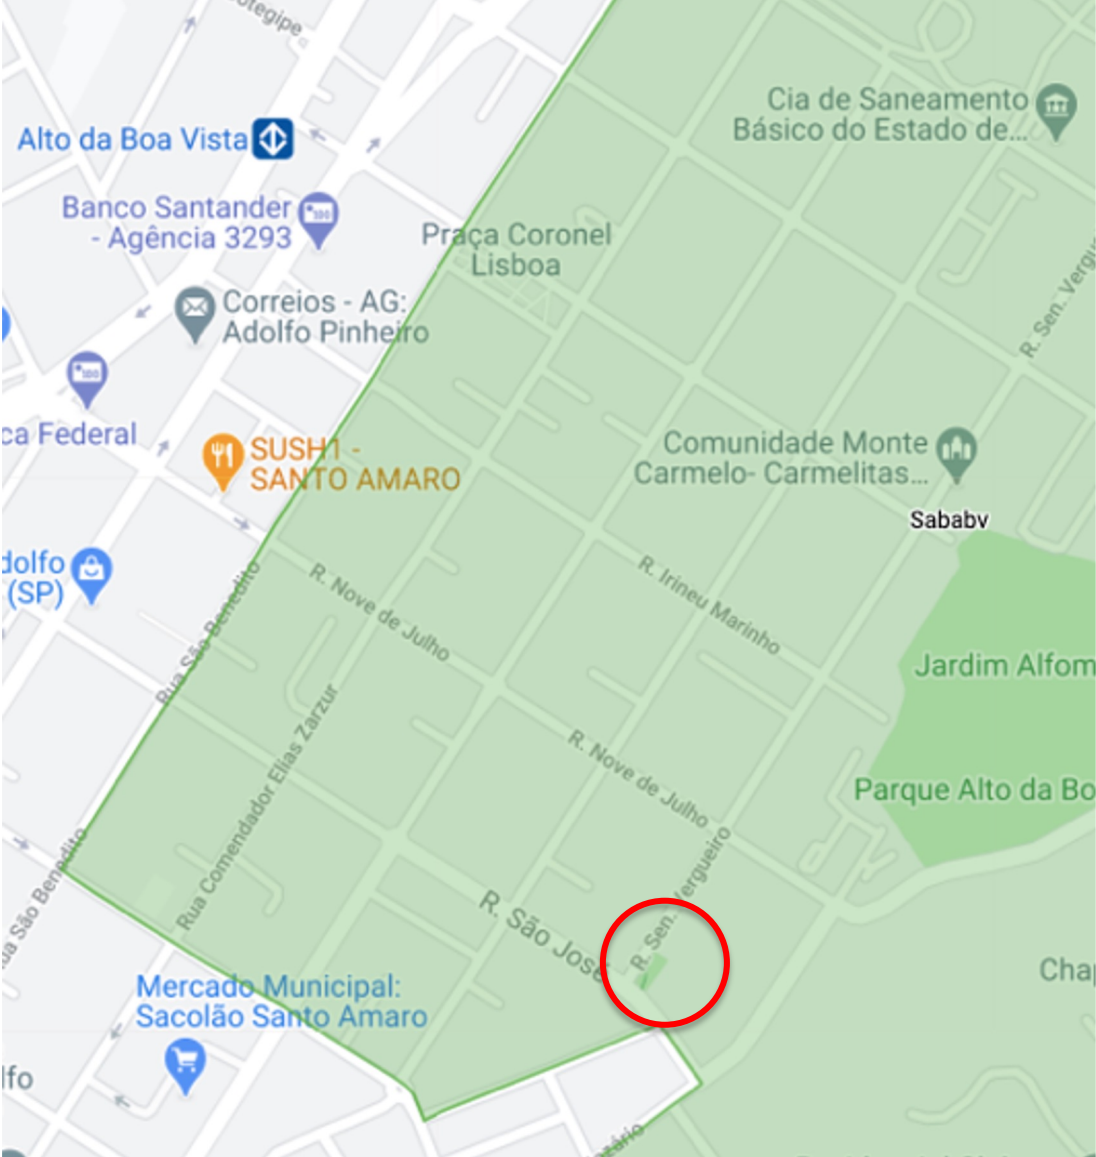 otegipe
Cia de Saneamento
Básico do Estado de...
Alto da Boa Vista
Banco Santander
- Agência 3293
Praça Coronel
Lisboa
R. Sen. Vergu
Correios - AG:
Adolfo Pinheiro
ca Federal
SUSH1 -
SANTO AMARO
Comunidade Monte
Carmelo- Carmelitas...
Sababv
dolfo
(SP)
R. Nove de Julho
R. Irineu Marinho
Rua São Benedito
Jardim Alfom
Rua Comendador Elias Zarzur
R. Nove de Julho
Parque Alto da Bo
Rua São Benedito
R. Sen. Vergueiro
R. São José
Chap
Mercado Municipal:
Sacolão Santo Amaro
lfo
zário